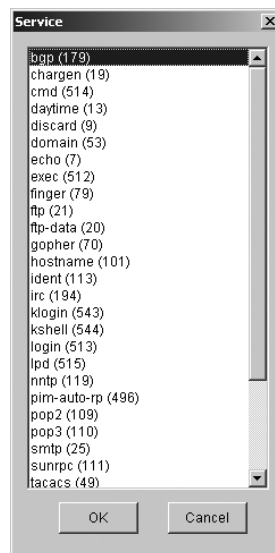 Service
bgp (179)
chargen (19)
cmd (514)
daytime (13)
discard (9)
domain (53)
echo (7)
exec (512)
finger (79)
ftp (21)
ftp-data (20)
gopher (70)
hostname (101)
ident (113)
irc (194)
klogin (543)
kshell (544)
login (513)
lpd (515)
nntp (119)
pim-auto-rp (496)
pop2 (109)
pop3 (110)
smtp (25)
sunrpc (111)
tacacs (49)
OK
Cancel